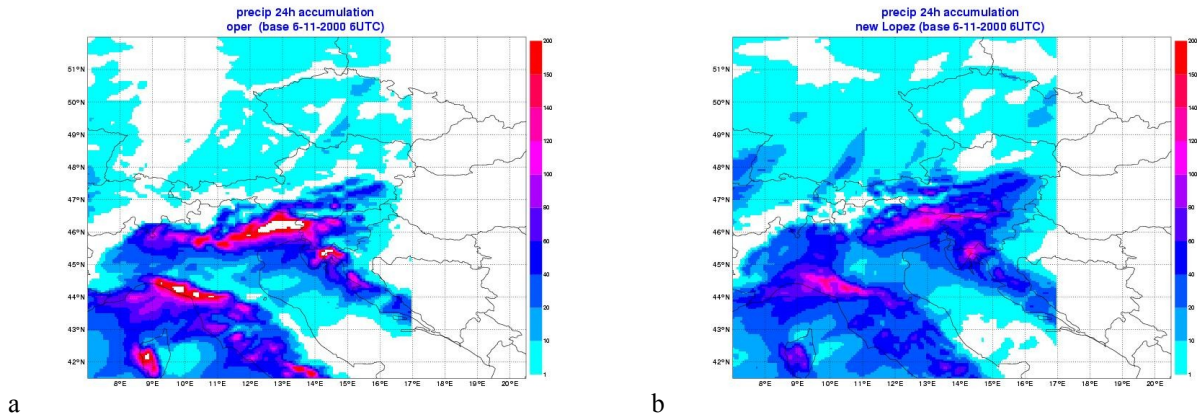 precip 24h accumulation
oper (base 6-11-2000 6UTC)
51°N
50°N
49°N
48°N
47°N
46°N
45°N
44°N
43°N
42°N
8°E 9°E 10°E 11°E 12°E 13°E 14°E 15°E 16°E 17°E 18°E 19°E 20°E
200
150
140
120
100
80
60
40
20
10
1
a
precip 24h accumulation
new Lopez (base 6-11-2000 6UTC)
51°N
50°N
49°N
48°N
47°N
46°N
45°N
44°N
43°N
42°N
8°E 9°E 10°E 11°E 12°E 13°E 14°E 15°E 16°E 17°E 18°E 19°E 20°E
200
150
140
120
100
80
60
40
20
10
1
b